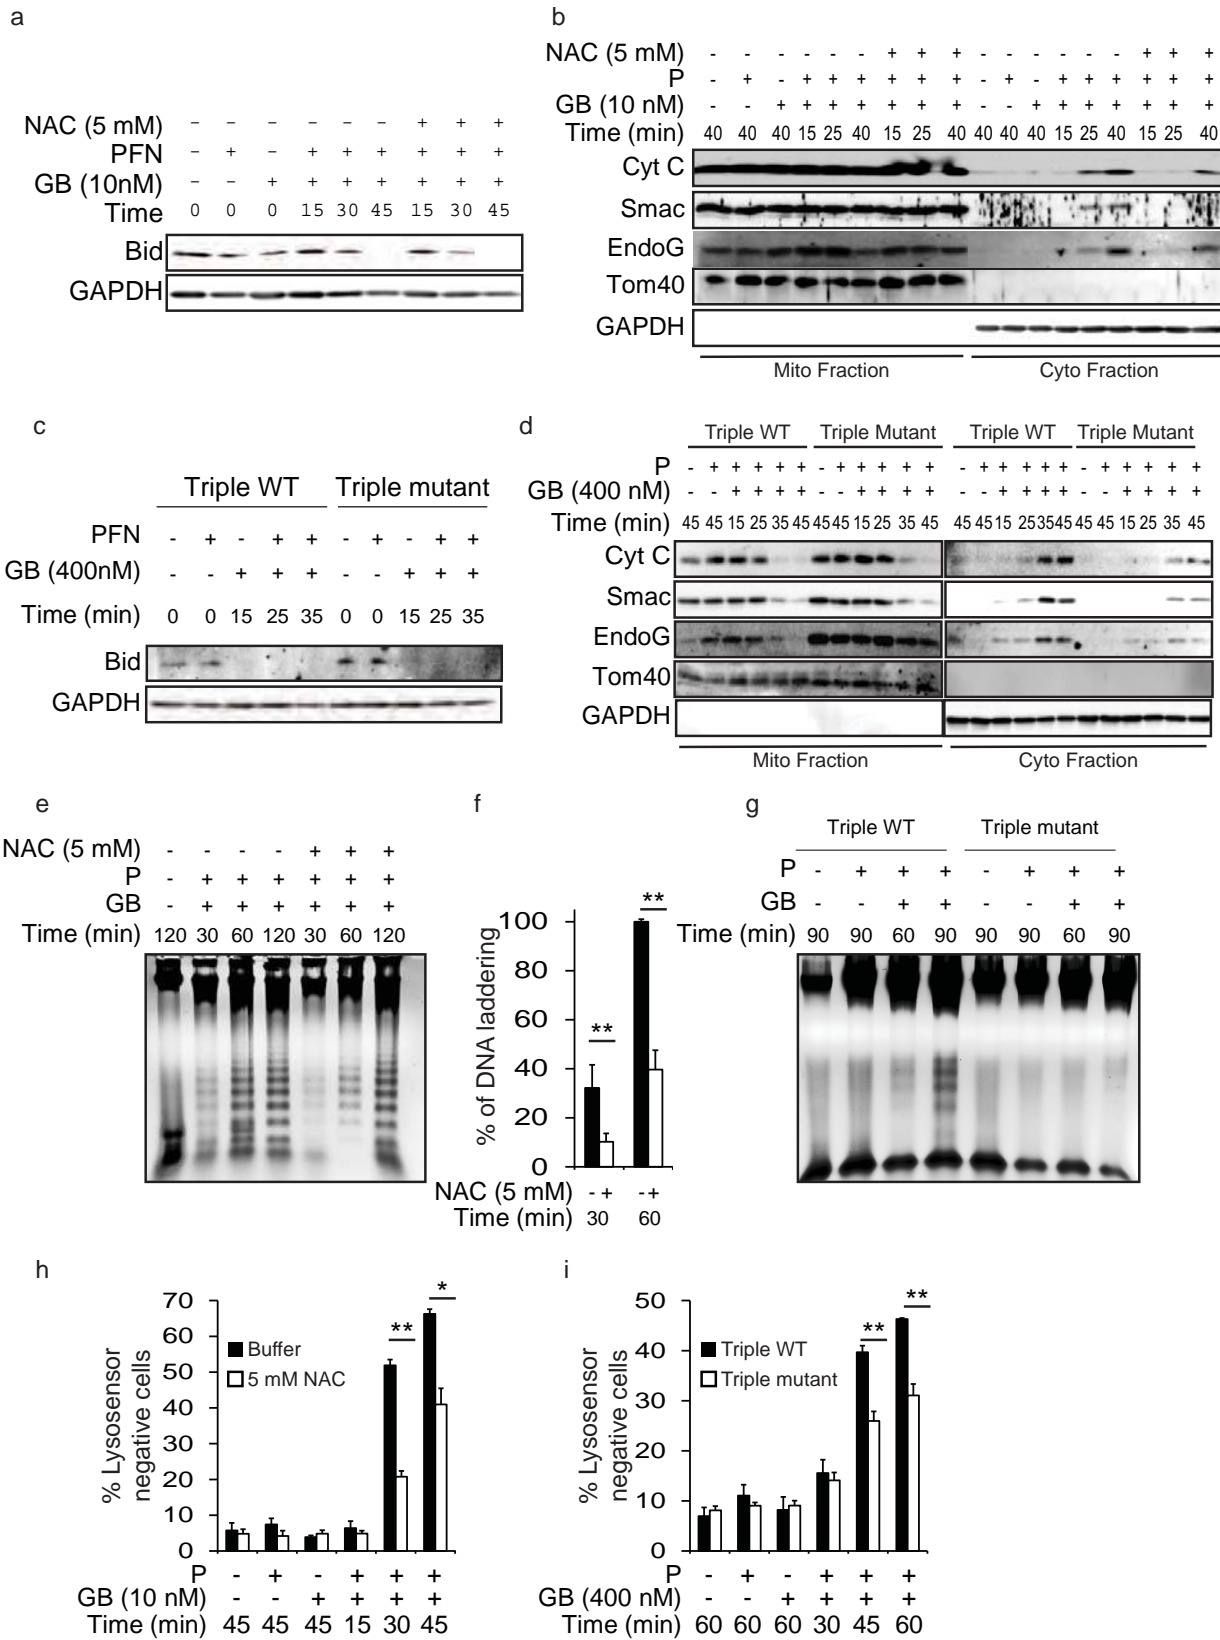 a
NAC (5 mM) – – – – – – + + +
PFN – + – + + + + + +
GB (10nM) – – + + + + + + +
Time 0 0 0 15 30 45 15 30 45
Bid
GAPDH
b
NAC (5 mM) - - - - - - + + + - - - - - - + + +
P - + - + + + + + + - + - + + + + + +
GB (10 nM) - - + + + + + + + - - + + + + + + +
Time (min) 40 40 40 15 25 40 15 25 40 40 40 40 15 25 40 15 25 40
Cyt C
Smac
EndoG
Tom40
GAPDH
Mito Fraction Cyto Fraction
c
Triple WT Triple mutant
PFN - + - + + - + - + +
GB (400nM) - - + + + - - + + +
Time (min) 0 0 15 25 35 0 0 15 25 35
Bid
GAPDH
d
Triple WT Triple Mutant Triple WT Triple Mutant
P - + + + + + - + + + + + - + + + + + - + + + + +
GB (400 nM) - - + + + + - - + + + + - - + + + + - - + + + +
Time (min) 45 45 15 25 35 45 45 45 15 25 35 45 45 45 15 25 35 45 45 45 15 25 35 45
Cyt C
Smac
EndoG
Tom40
GAPDH
Mito Fraction Cyto Fraction
e
NAC (5 mM) - - - - + + +
P - + + + + + +
GB - + + + + + +
Time (min) 120 30 60 120 30 60 120
f
% of DNA laddering
100
80
60
40
20
0
**
**
NAC (5 mM) - + - +
Time (min) 30 60
g
Triple WT Triple mutant
P - + + + - + + +
GB - - + + - - + +
Time (min) 90 90 60 90 90 90 60 90
h
% Lysosensor
negative cells
70
60
50
40
30
20
10
0
Buffer
5 mM NAC
**
*
P - + - + + +
GB (10 nM) - - + + + +
Time (min) 45 45 45 15 30 45
i
% Lysosensor
negative cells
50
40
30
20
10
0
Triple WT
Triple mutant
**
**
P - + - + + +
GB (400 nM) - - + + + +
Time (min) 60 60 60 30 45 60